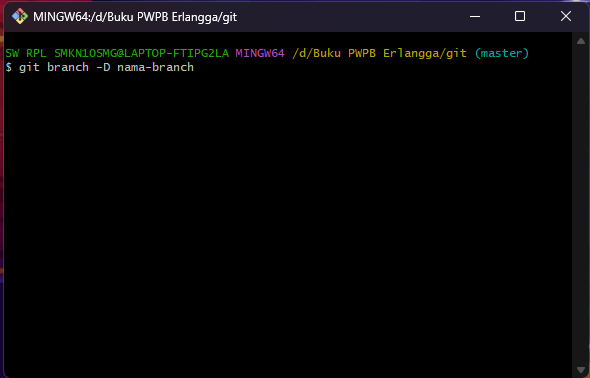 MINGW64:/d/Buku PWPB Erlangga/git
SW RPL SMKN1OSMG@LAPTOP-FTIPG2LA MINGW64 /d/Buku PWPB Erlangga/git (master)
$ git branch -D nama-branch